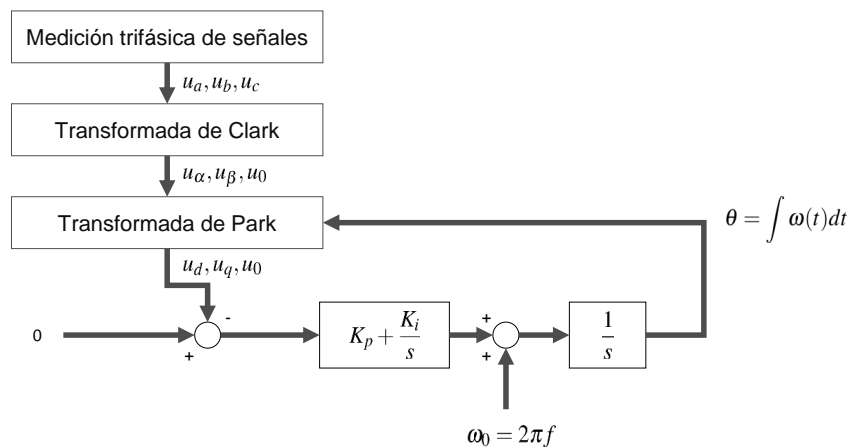 Medición trifásica de señales
u_a, u_b, u_c
Transformada de Clark
u_α, u_β, u_0
Transformada de Park
θ = ∫ ω(t)dt
u_d, u_q, u_0
-
0
+
K_p + K_i/s
+
+
1/s
ω_0 = 2πf